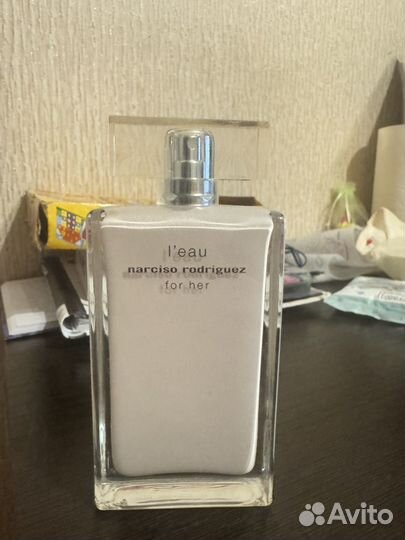 l'eau
narciso rodriguez
for her
Avito